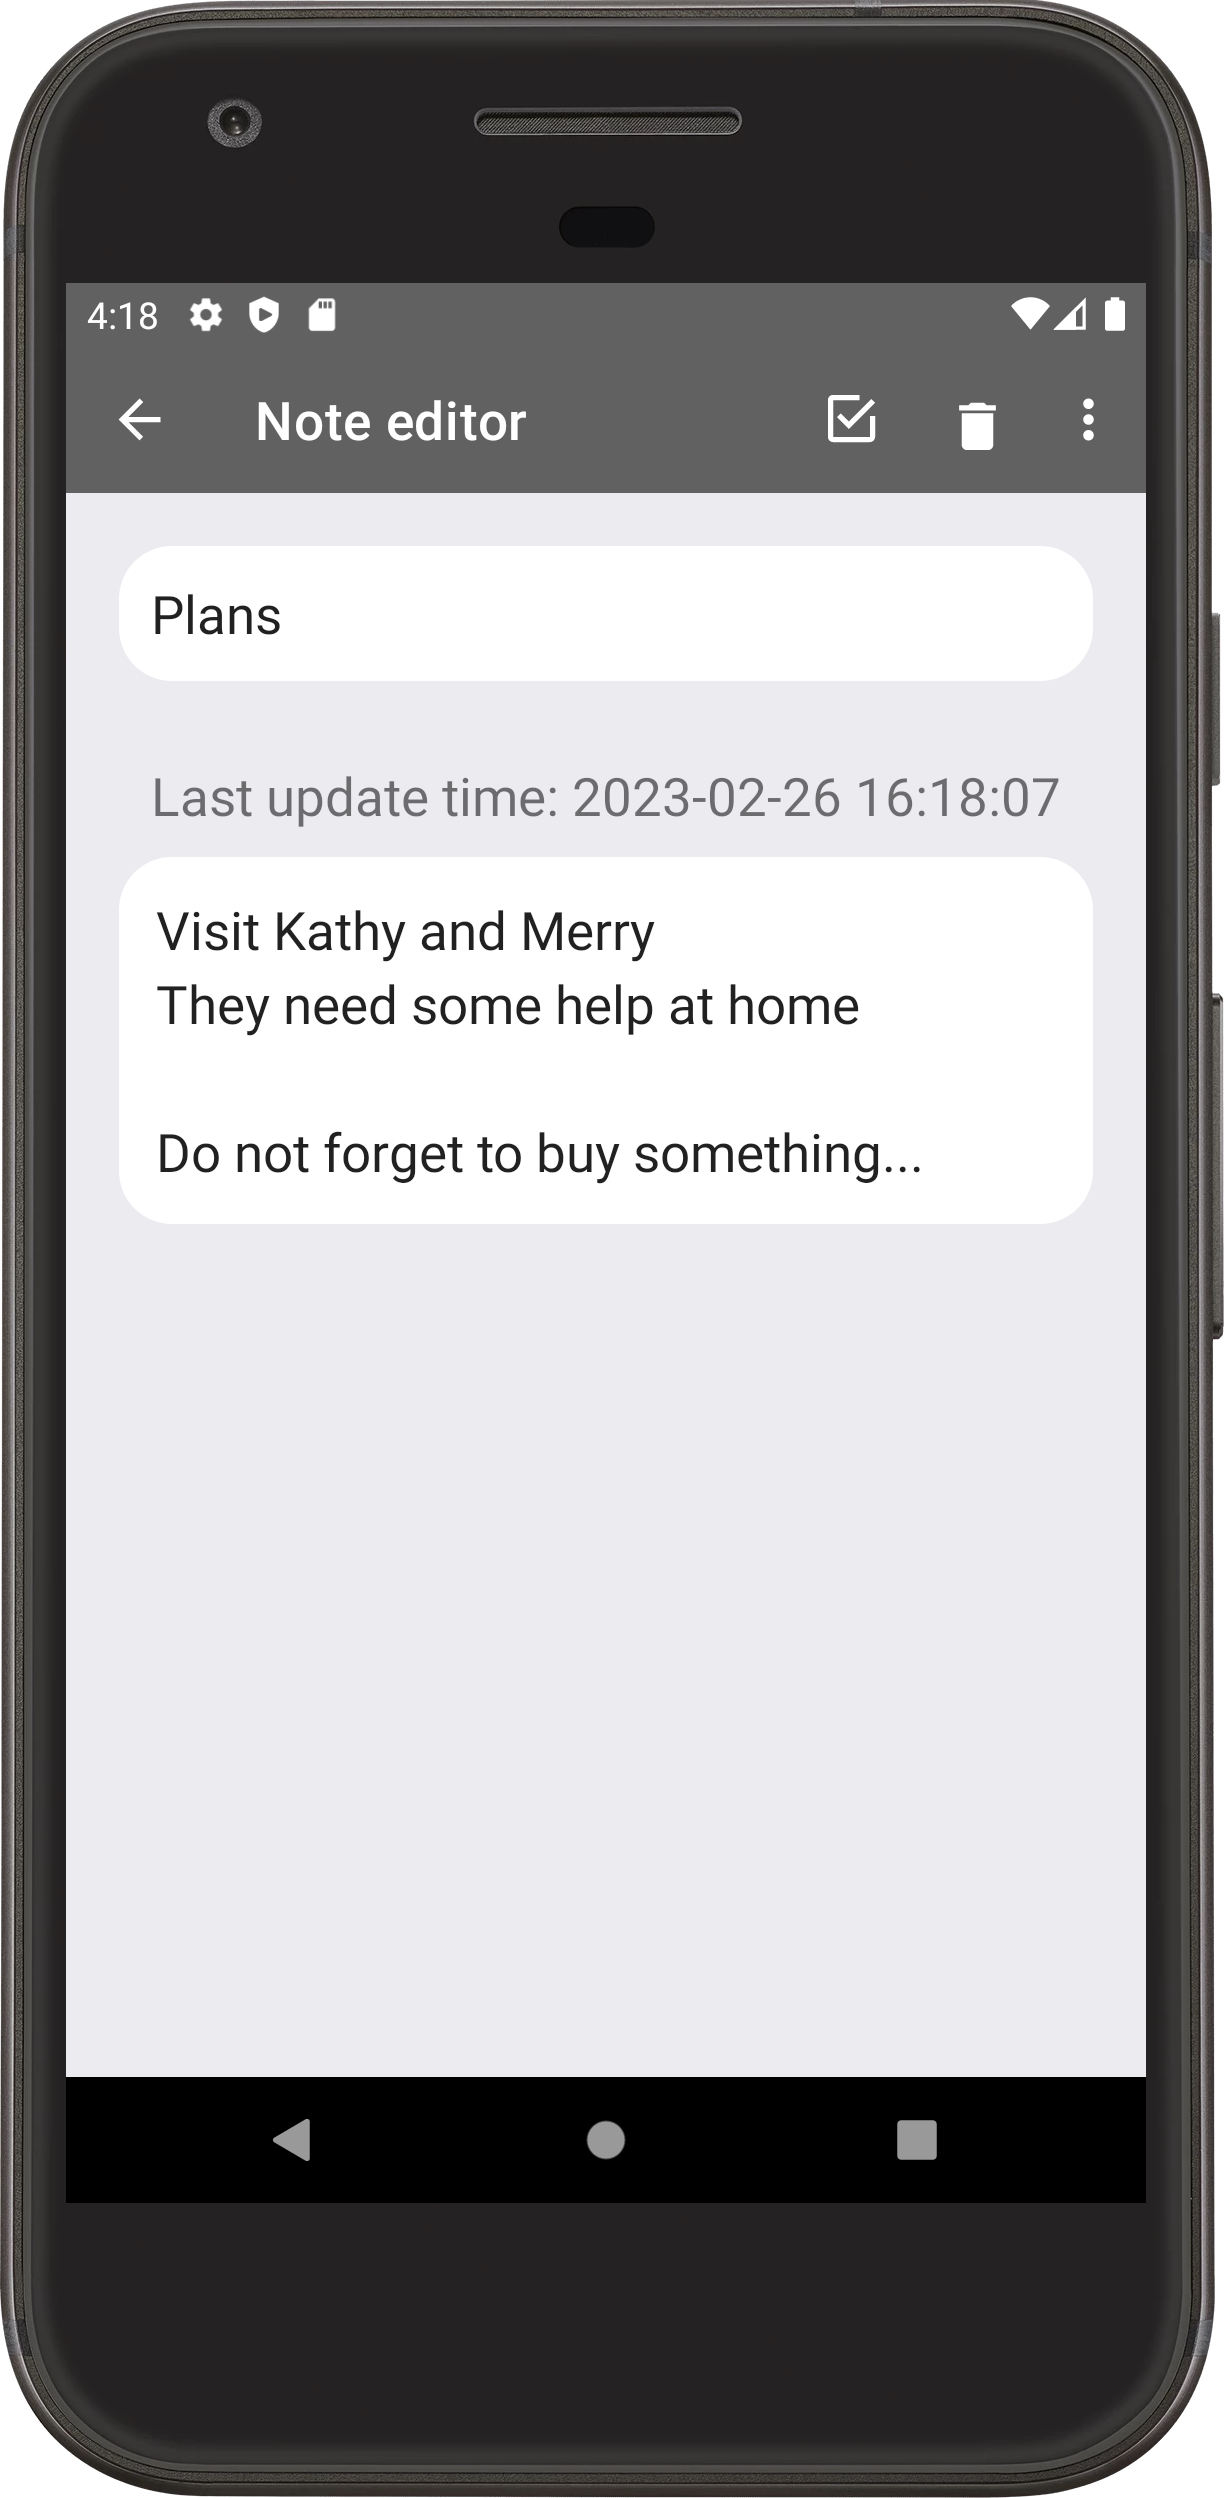 4:18
Note editor
Plans
Last update time: 2023-02-26 16:18:07
Visit Kathy and Merry
They need some help at home
Do not forget to buy something...